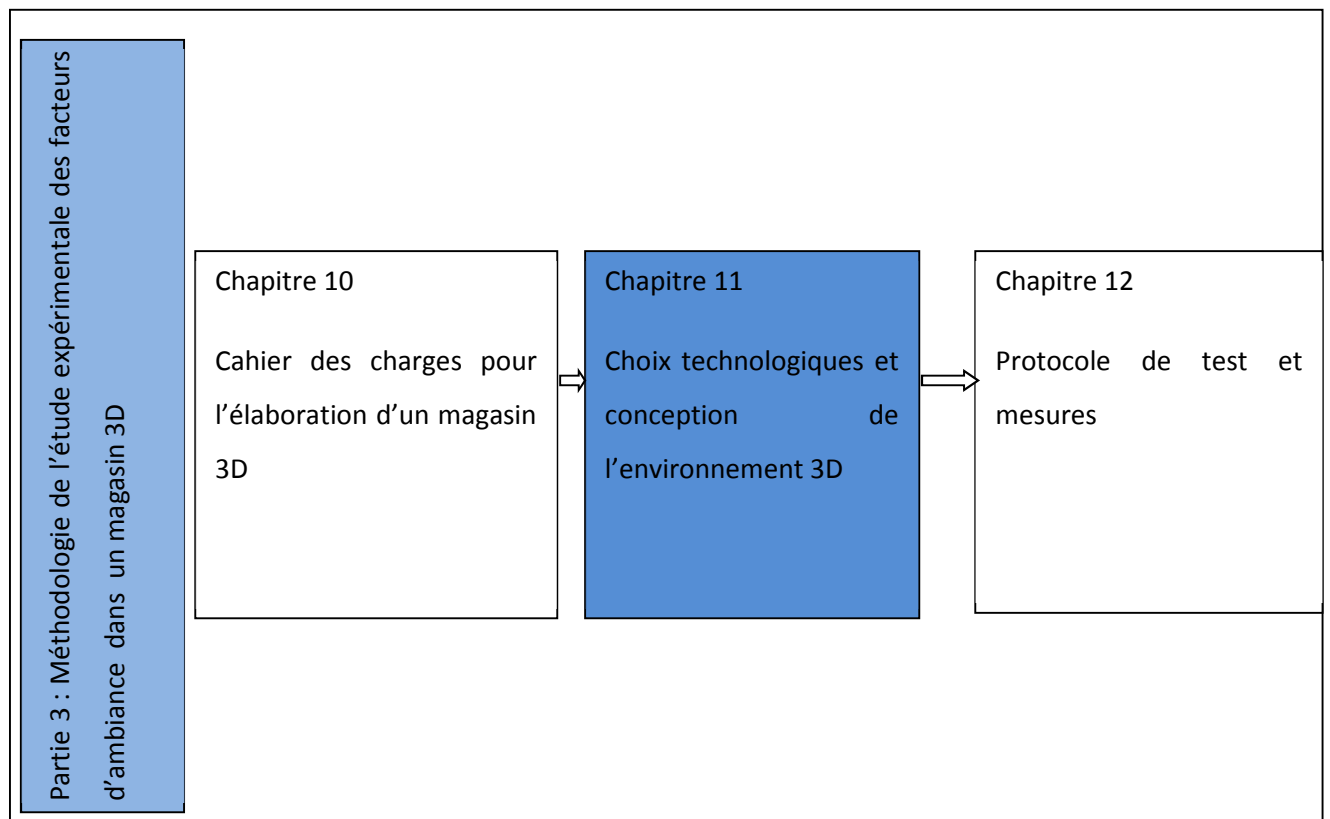 Partie 3 : Méthodologie de l’étude expérimentale des facteurs
d’ambiance dans un magasin 3D
Chapitre 10
Cahier des charges pour
l’élaboration d’un magasin
3D
Chapitre 11
Choix technologiques et
conception de
l’environnement 3D
Chapitre 12
Protocole de test et
mesures